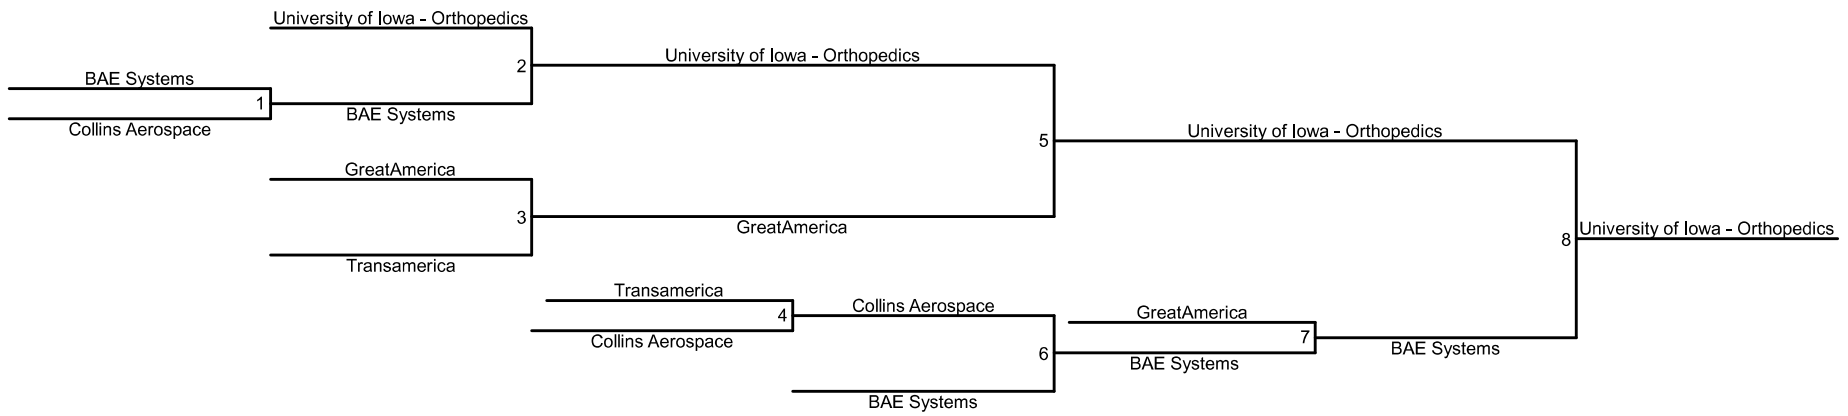 University of Iowa - Orthopedics
2
University of Iowa - Orthopedics
BAE Systems
1
BAE Systems
Collins Aerospace
5
University of Iowa - Orthopedics
GreatAmerica
3
GreatAmerica
Transamerica
8
University of Iowa - Orthopedics
Transamerica
4
Collins Aerospace
Collins Aerospace
GreatAmerica
7
BAE Systems
6
BAE Systems
BAE Systems